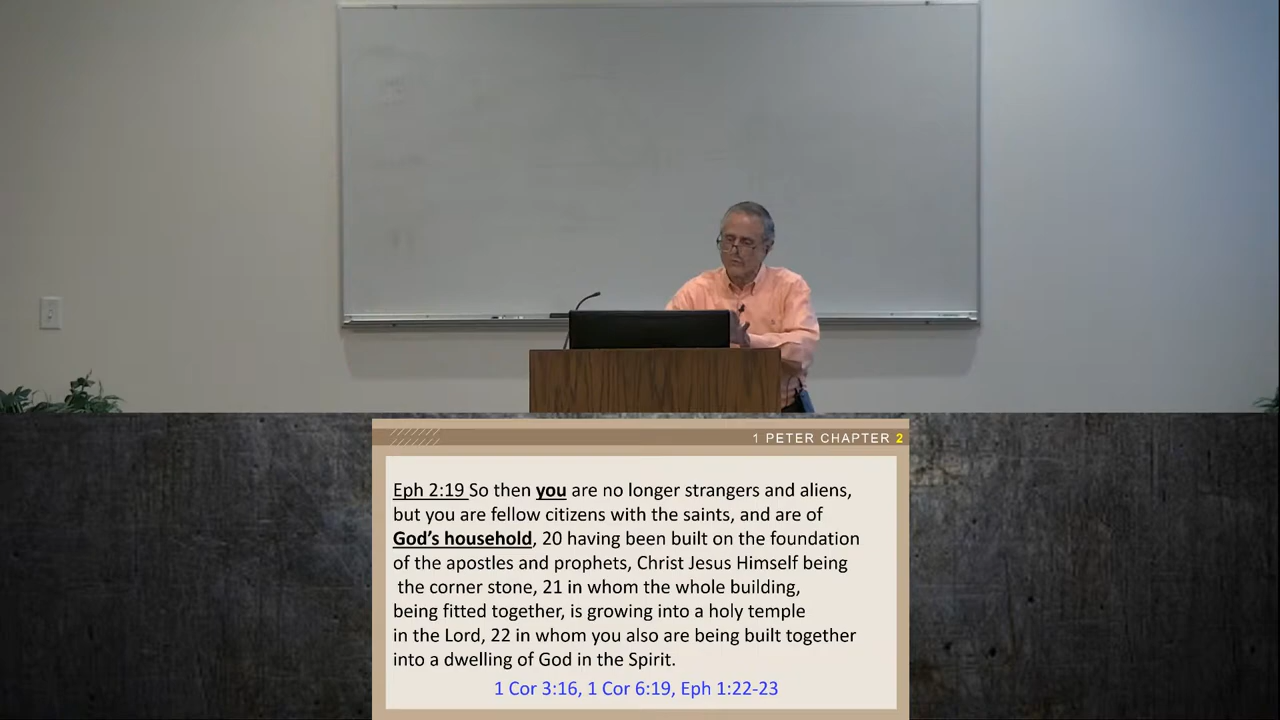 1 PETER CHAPTER 2
Eph 2:19 So then you are no longer strangers and aliens,
but you are fellow citizens with the saints, and are of
God’s household, 20 having been built on the foundation
of the apostles and prophets, Christ Jesus Himself being
the corner stone, 21 in whom the whole building,
being fitted together, is growing into a holy temple
in the Lord, 22 in whom you also are being built together
into a dwelling of God in the Spirit.
1 Cor 3:16, 1 Cor 6:19, Eph 1:22-23